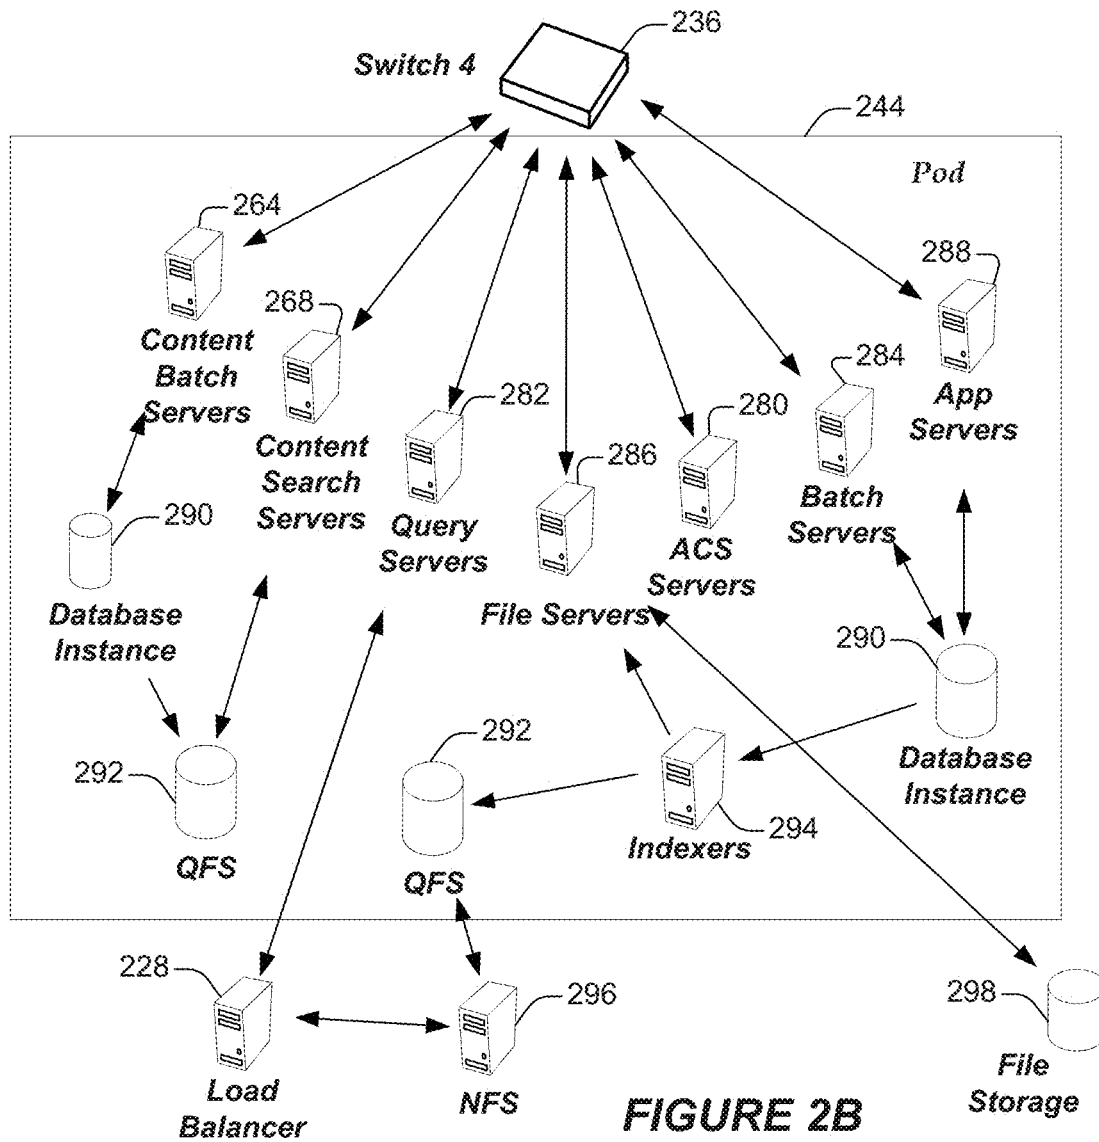 236
Switch 4
244
Pod
264
Content
Batch
Servers
268
Content
Search
Servers
282
Query
Servers
286
File Servers
280
ACS
Servers
284
Batch
Servers
288
App
Servers
290
Database
Instance
290
Database
Instance
292
QFS
292
QFS
294
Indexers
228
Load
Balancer
296
NFS
298
File
Storage
FIGURE 2B